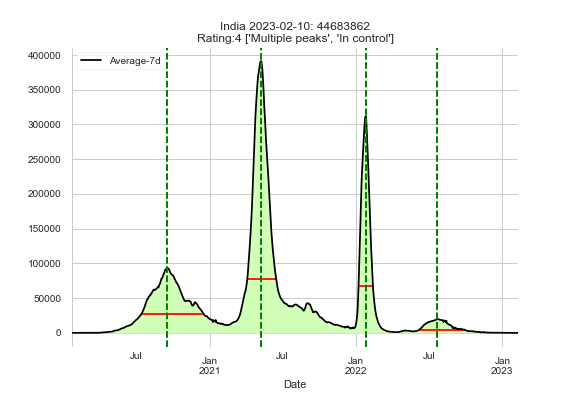 India 2023-02-10: 44683862
Rating:4 ['Multiple peaks', 'In control']
Average-7d
400000
350000
300000
250000
200000
150000
100000
50000
0
Jul
Jan
2021
Jul
Jan
2022
Jul
Jan
2023
Date